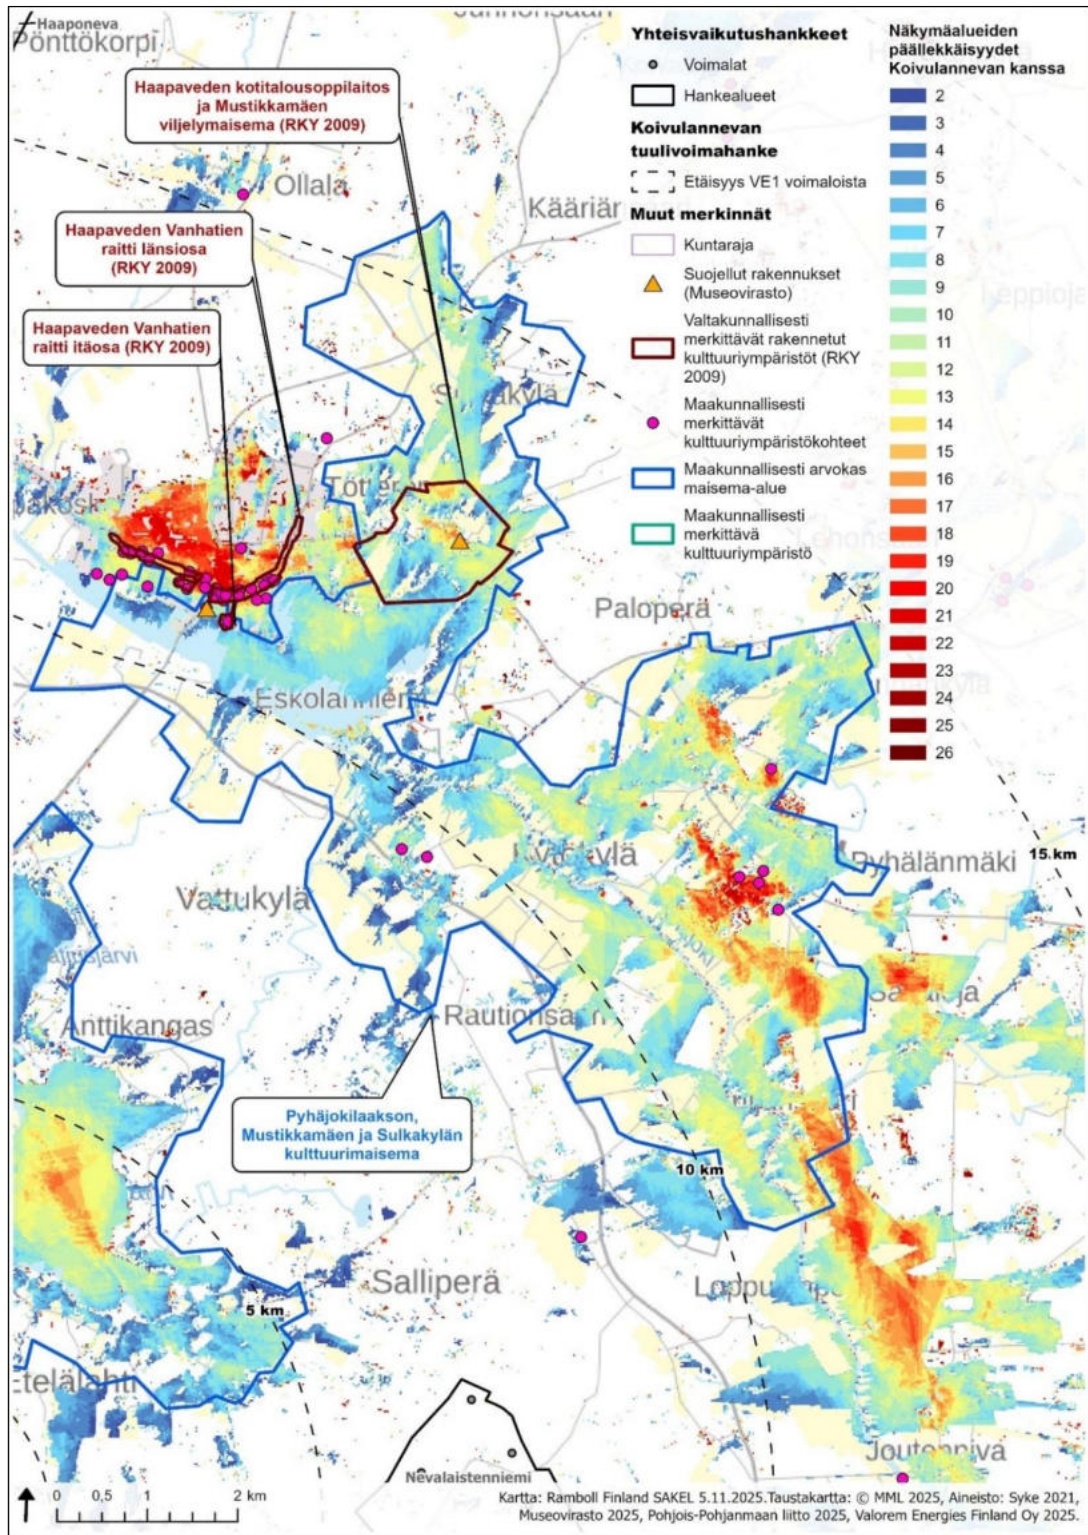 Haaponeva
Pönttökorpi
Haapaveden kotitalousoppilaitos
ja Mustikkamäen
viljelymaisema (RKY 2009)
Ollala
Haapaveden Vanhatien
raitti länsiosa
(RKY 2009)
Haapaveden Vanhatien
raitti itäosa (RKY 2009)
Yhteisvaikutushankkeet
Voimalat
Hankealueet
Koivulannevan
tuulivoimahanke
Etäisyys VE1 voimaloista
Muut merkinnät
Kuntaraja
Suojellut rakennukset
(Museovirasto)
Valtakunnallisesti
merkittävät rakennetut
kulttuuriympäristöt (RKY
2009)
Maakunnallisesti
merkittävät
kulttuuriympäristökohteet
Maakunnallisesti arvokas
maisema-alue
Maakunnallisesti
merkittävä
kulttuuriympäristö
Näkymäalueiden
päällekkäisyydet
Koivulannevan kanssa
2
3
4
5
6
7
8
9
10
11
12
13
14
15
16
17
18
19
20
21
22
23
24
25
26
Paloperä
Eskolanniemi
15 km
Pyhälänmäki
Vattukylä
Anttikangas
Pyhäjokilaakson,
Mustikkamäen ja Sulkakylän
kulttuurimaisema
10 km
Salliperä
5 km
Nevalaistenniemi
0 0,5 1 2 km
Kartta: Ramboll Finland SAKEL 5.11.2025.Taustakartta: © MML 2025, Aineisto: Syke 2021,
Museovirasto 2025, Pohjois-Pohjanmaan liitto 2025, Valorem Energies Finland Oy 2025.